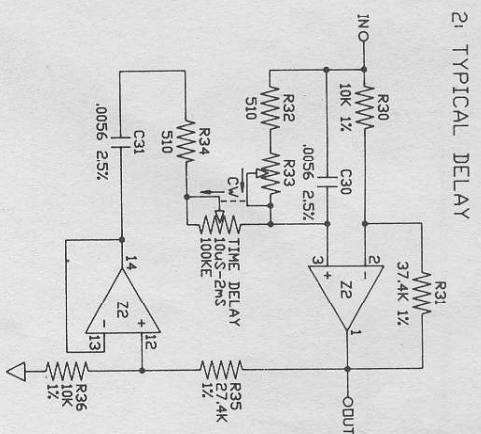 2: TYPICAL DELAY
IN
R30
10K 1%
R31
37.4K 1%
C30
.0056 2.5%
R32
510
R33
2
-
3
+
Z2
1
OUT
CW
TIME DELAY
10uS-2mS
100KE
R34
510
C31
.0056 2.5%
14
Z2
12
+
13
-
R35
27.4K
1%
R36
10K
1%